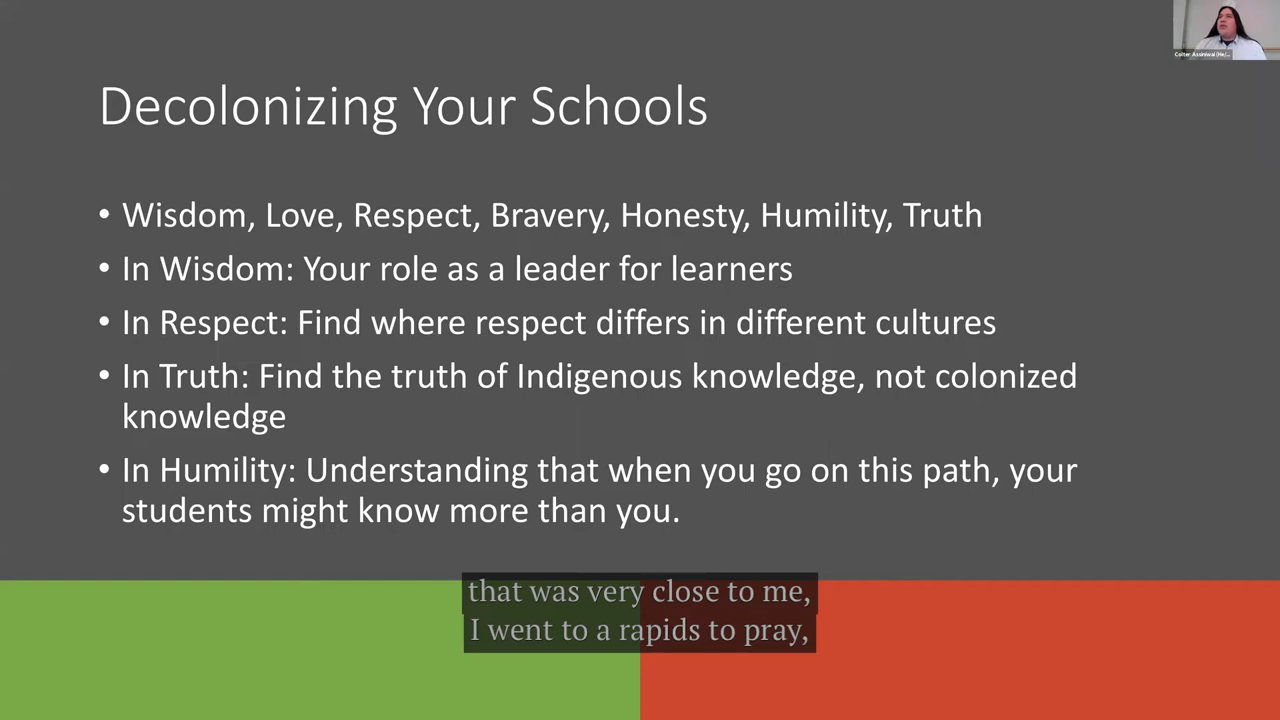 Colter Assiniwai (He/...
Decolonizing Your Schools
• Wisdom, Love, Respect, Bravery, Honesty, Humility, Truth
• In Wisdom: Your role as a leader for learners
• In Respect: Find where respect differs in different cultures
• In Truth: Find the truth of Indigenous knowledge, not colonized
knowledge
• In Humility: Understanding that when you go on this path, your
students might know more than you.
that was very close to me,
I went to a rapids to pray,